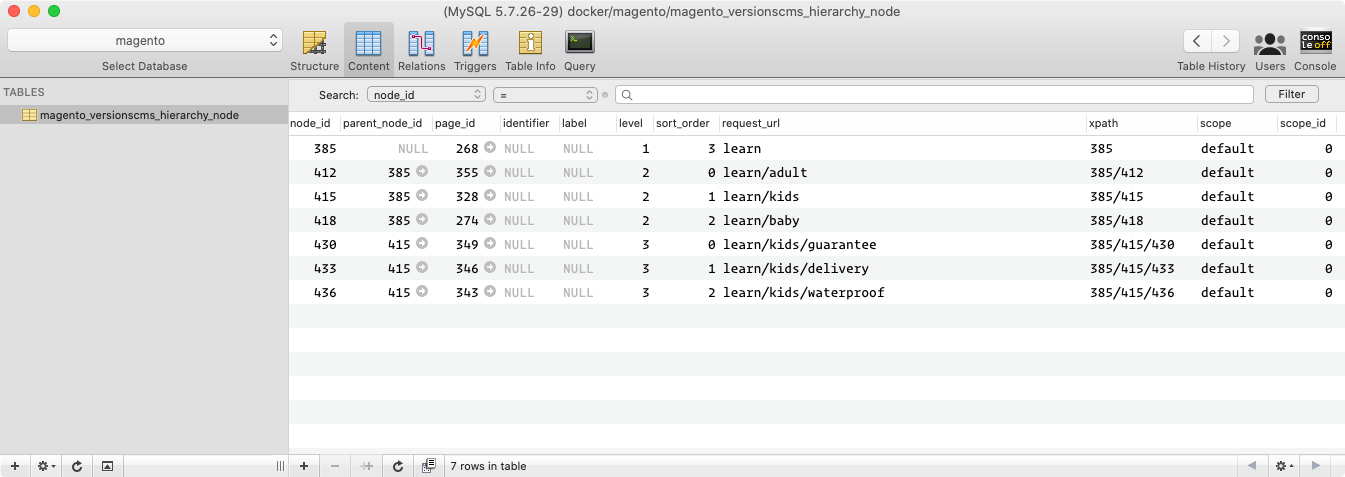 (MySQL 5.7.26-29) docker/magento/magento_versionscms_hierarchy_node
magento
Select Database
Structure Content Relations Triggers Table Info Query
Table History Users Console
conso
le off
TABLES
magento_versionscms_hierarchy_node
Search: node_id = Filter
node_id parent_node_id page_id identifier label level sort_order request_url xpath scope scope_id
385 NULL 268 NULL NULL 1 3 learn 385 default 0
412 385 355 NULL NULL 2 0 learn/adult 385/412 default 0
415 385 328 NULL NULL 2 1 learn/kids 385/415 default 0
418 385 274 NULL NULL 2 2 learn/baby 385/418 default 0
430 415 349 NULL NULL 3 0 learn/kids/guarantee 385/415/430 default 0
433 415 346 NULL NULL 3 1 learn/kids/delivery 385/415/433 default 0
436 415 343 NULL NULL 3 2 learn/kids/waterproof 385/415/436 default 0
7 rows in table